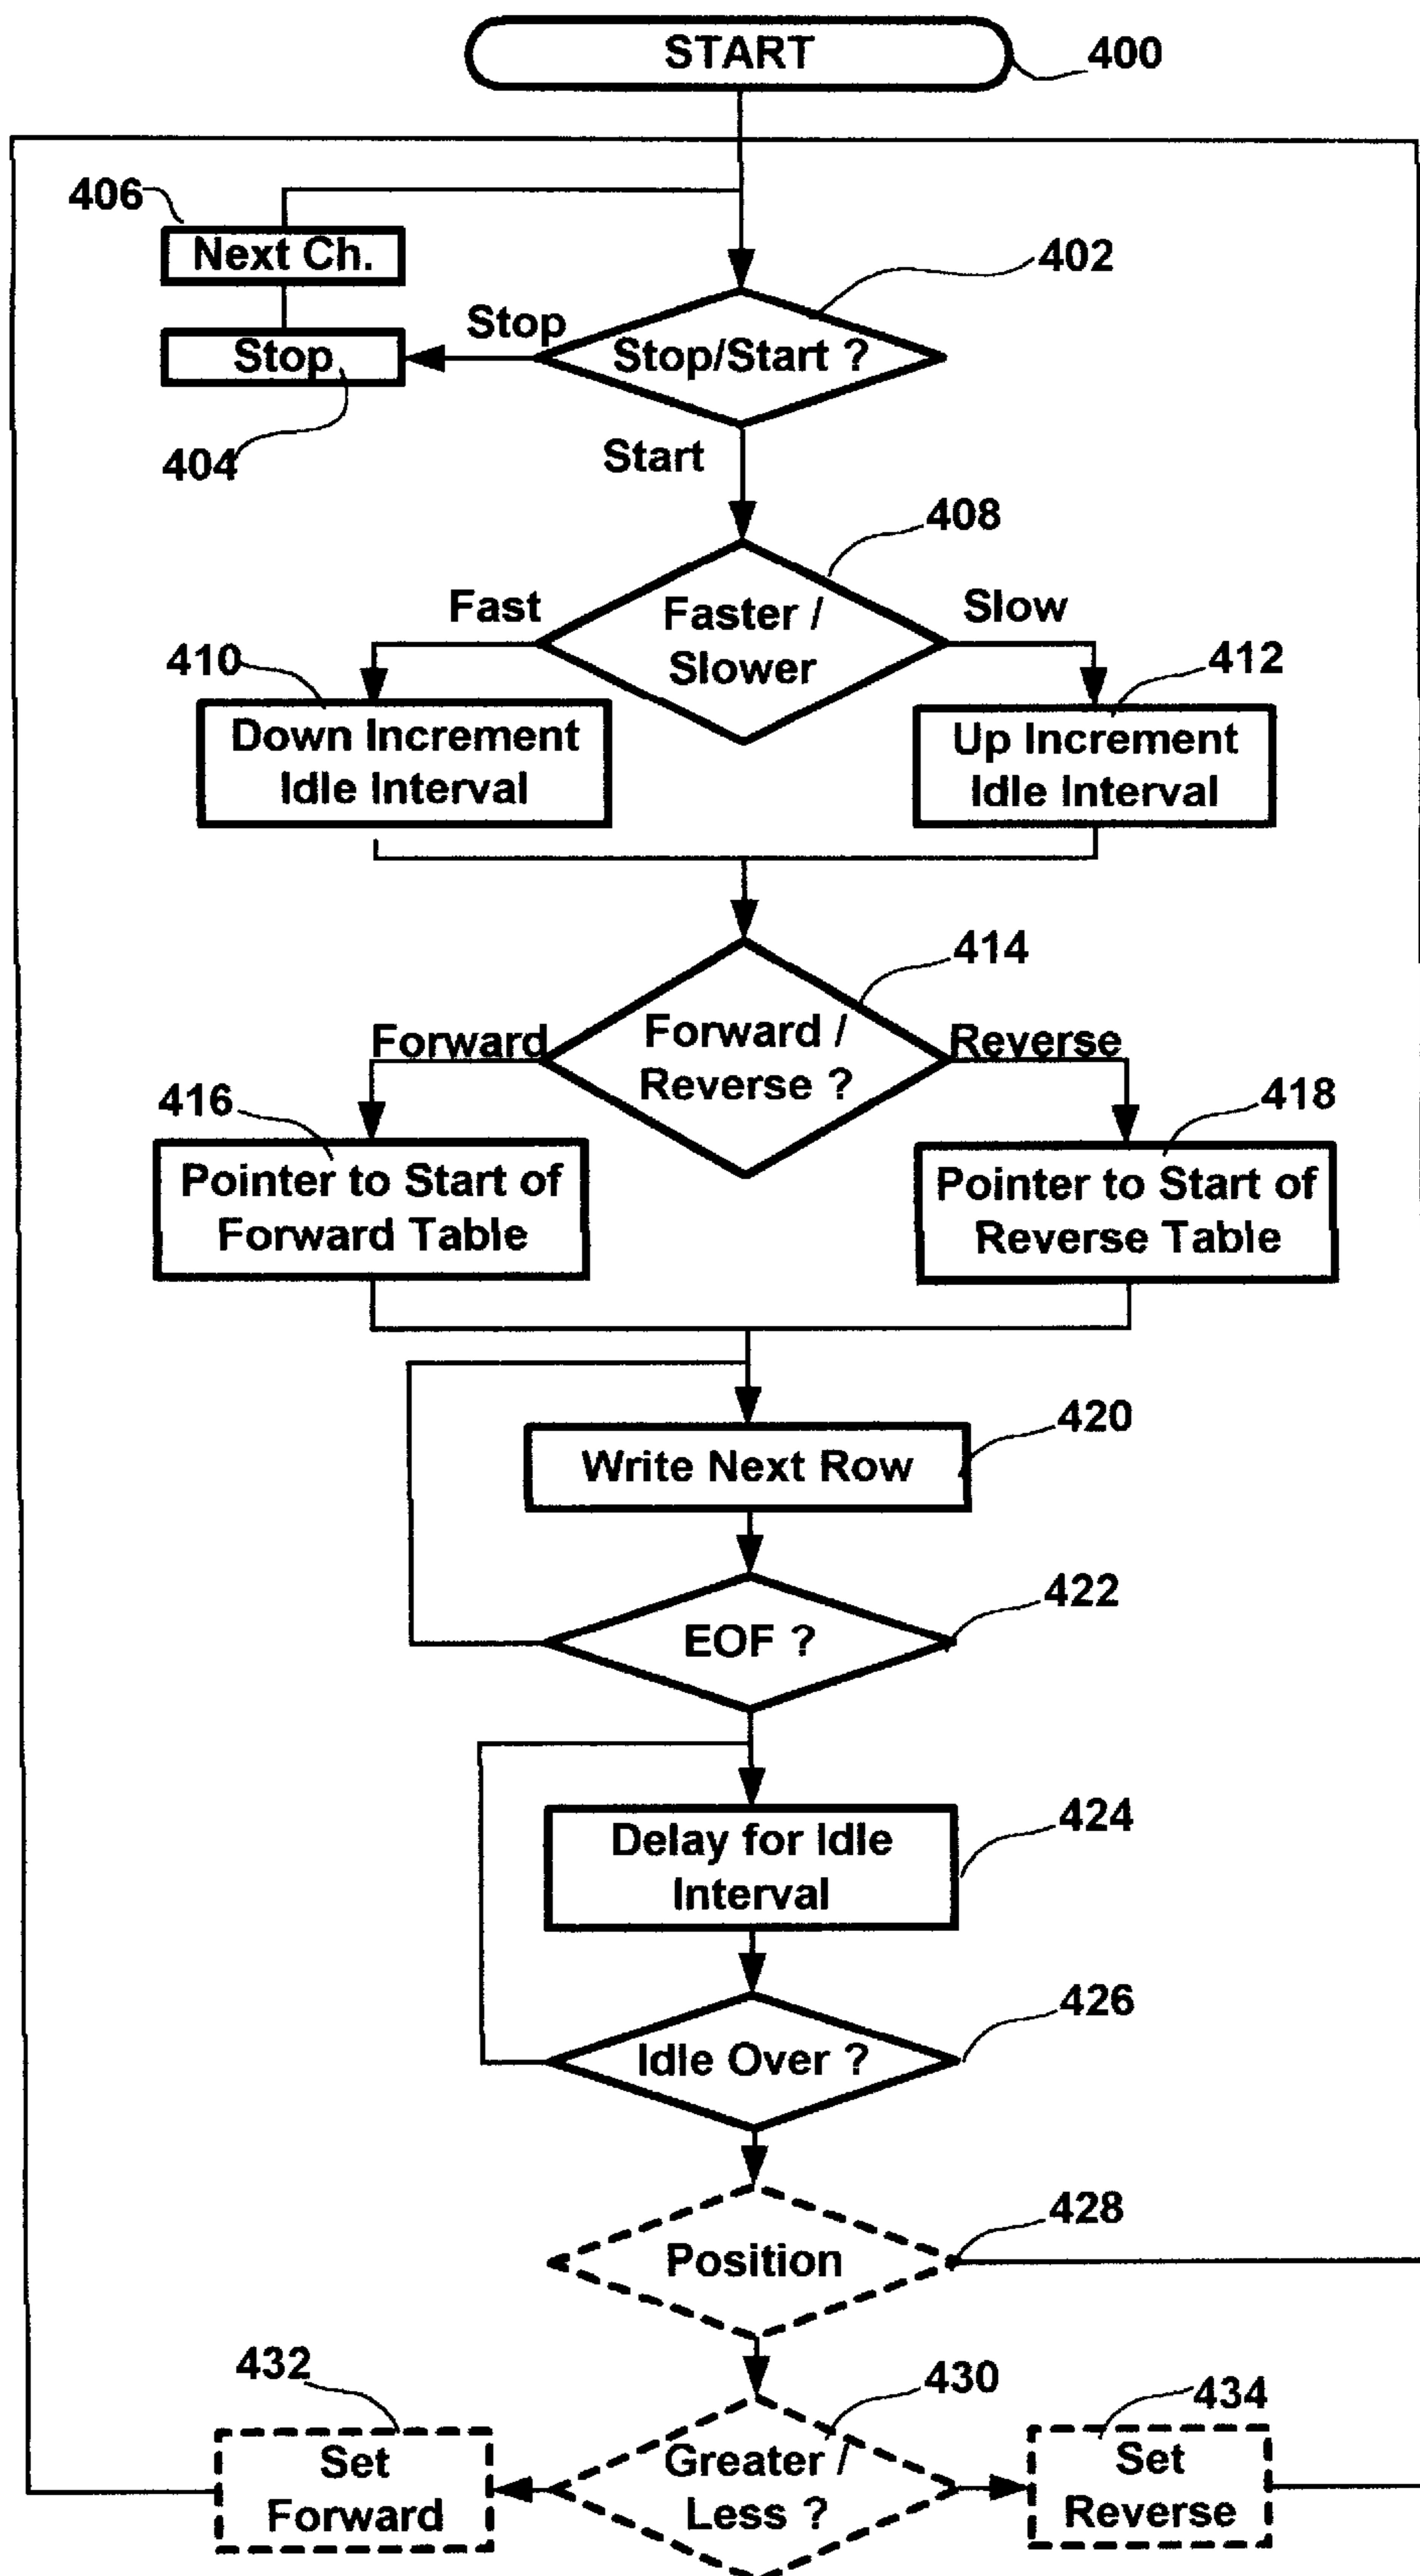 START
400
406
Next Ch.
402
Stop
Stop/Start ?
Stop
404
Start
408
Fast
Faster /
Slower
Slow
410
412
Down Increment
Idle Interval
Up Increment
Idle Interval
414
Forward
Forward /
Reverse ?
Reverse
416
418
Pointer to Start of
Forward Table
Pointer to Start of
Reverse Table
420
Write Next Row
422
EOF ?
424
Delay for Idle
Interval
426
Idle Over ?
428
Position
432
430
434
Set
Forward
Greater /
Less ?
Set
Reverse